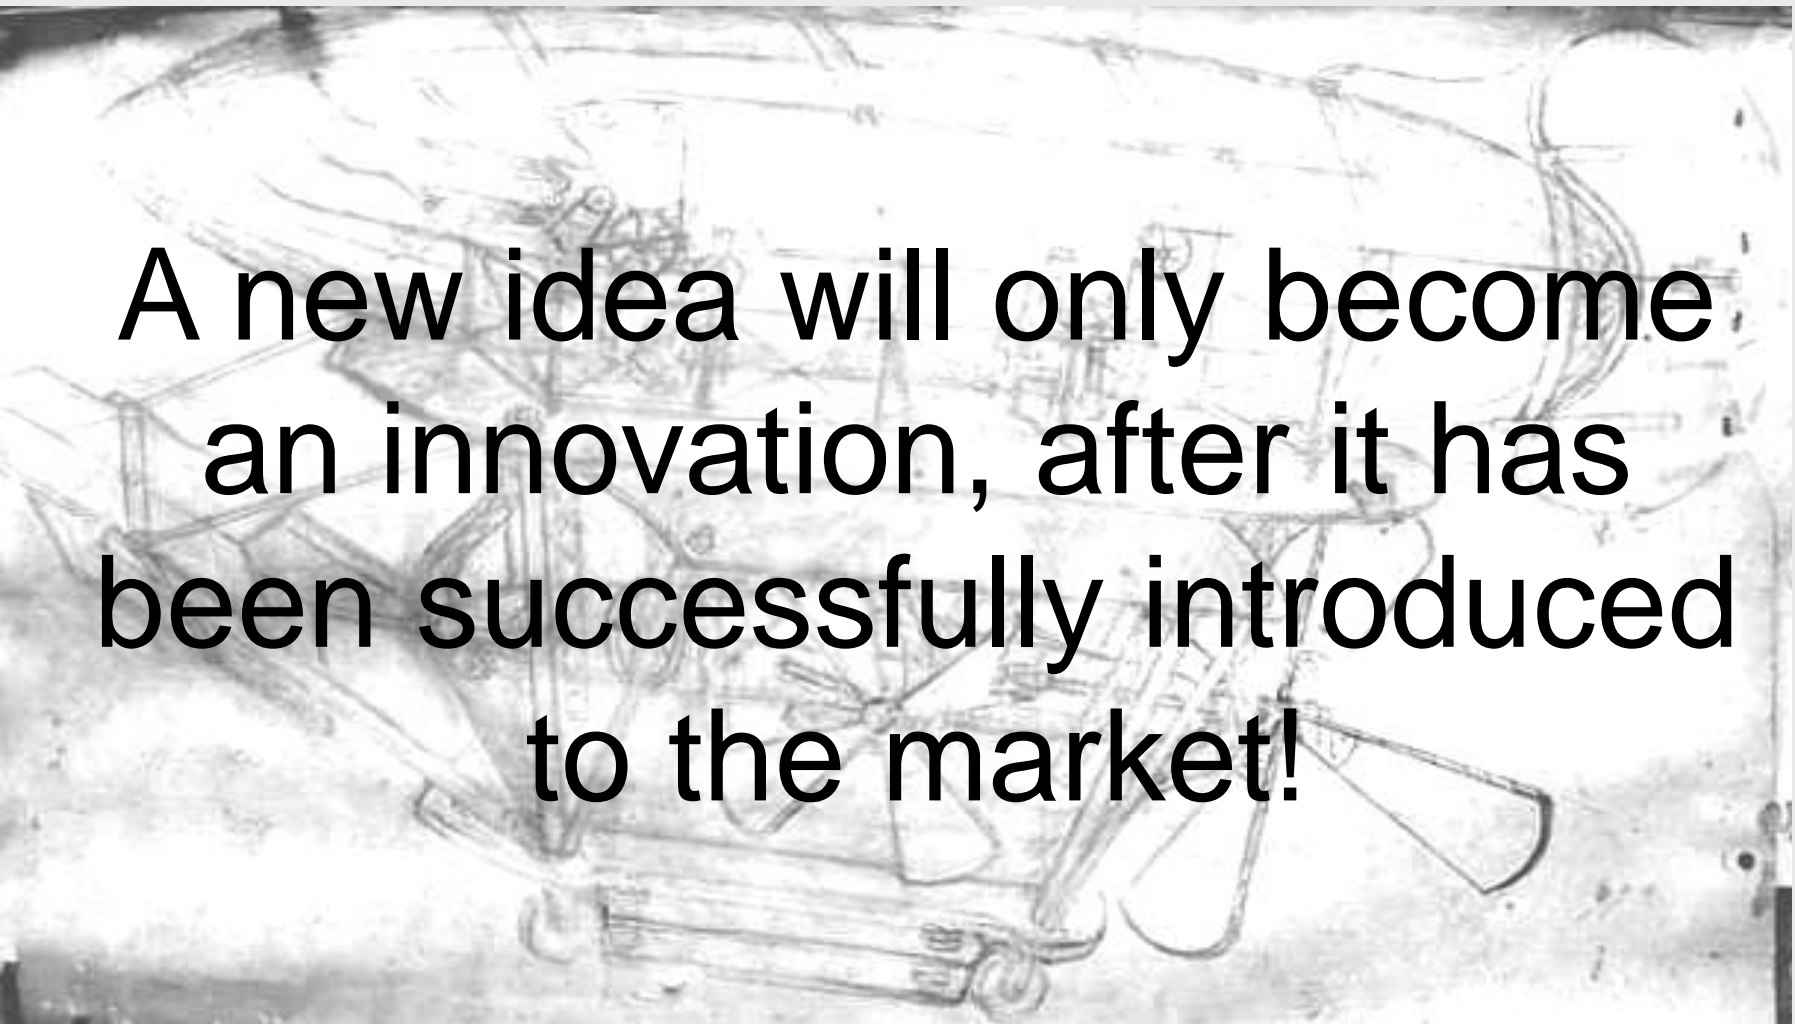 A new idea will only become
an innovation, after it has
been successfully introduced
to the market!